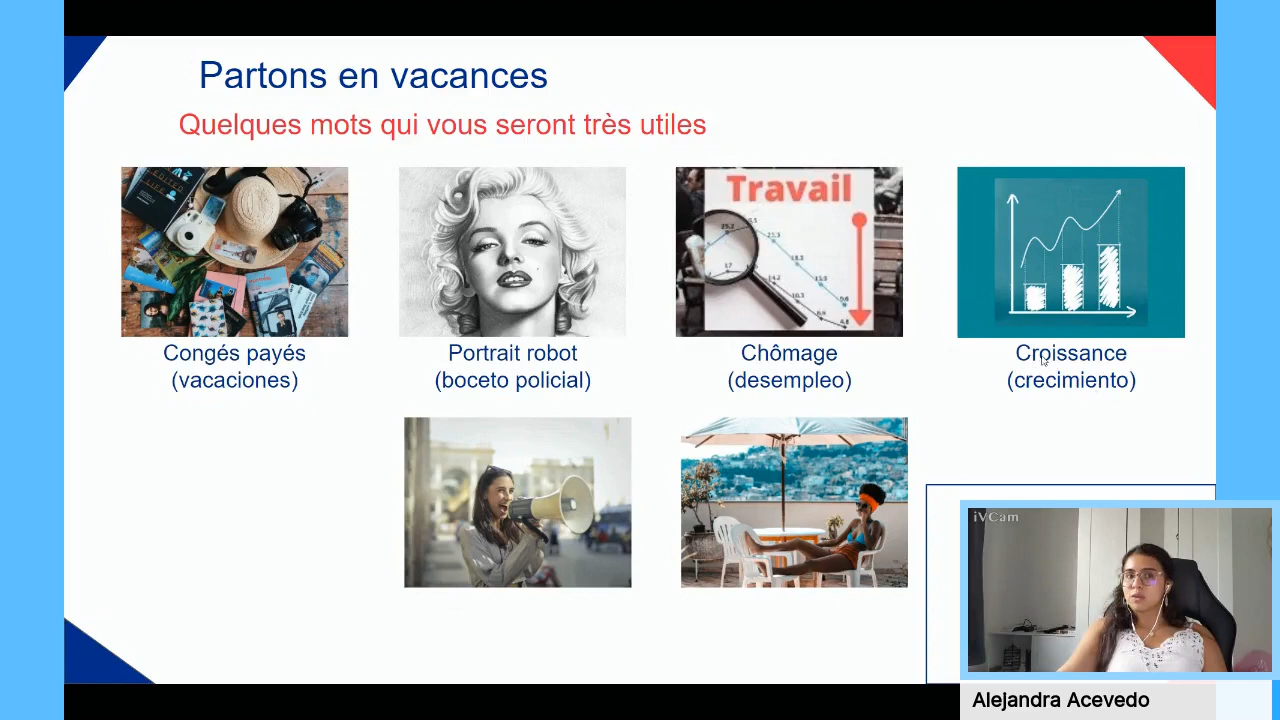 Partons en vacances
Quelques mots qui vous seront très utiles
Travail
Congés payés
(vacaciones)
Portrait robot
(boceto policial)
Chômage
(desempleo)
Croissance
(crecimiento)
iVCam
Alejandra Acevedo